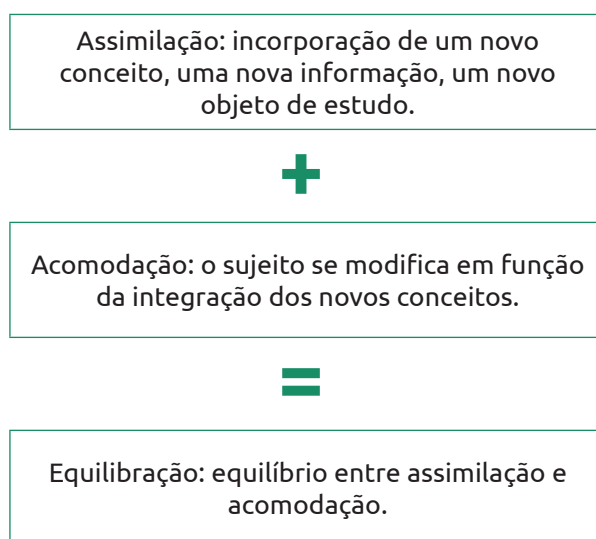 Assimilação: incorporação de um novo
conceito, uma nova informação, um novo
objeto de estudo.
+
Acomodação: o sujeito se modifica em função
da integração dos novos conceitos.
=
Equilibração: equilíbrio entre assimilação e
acomodação.